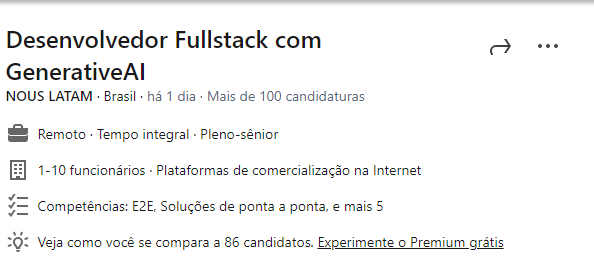 Desenvolvedor Fullstack com
GenerativeAI
NOUS LATAM · Brasil · há 1 dia · Mais de 100 candidaturas
Remoto · Tempo integral · Pleno-sênior
1-10 funcionários · Plataformas de comercialização na Internet
Competências: E2E, Soluções de ponta a ponta, e mais 5
Veja como você se compara a 86 candidatos. Experimente o Premium grátis